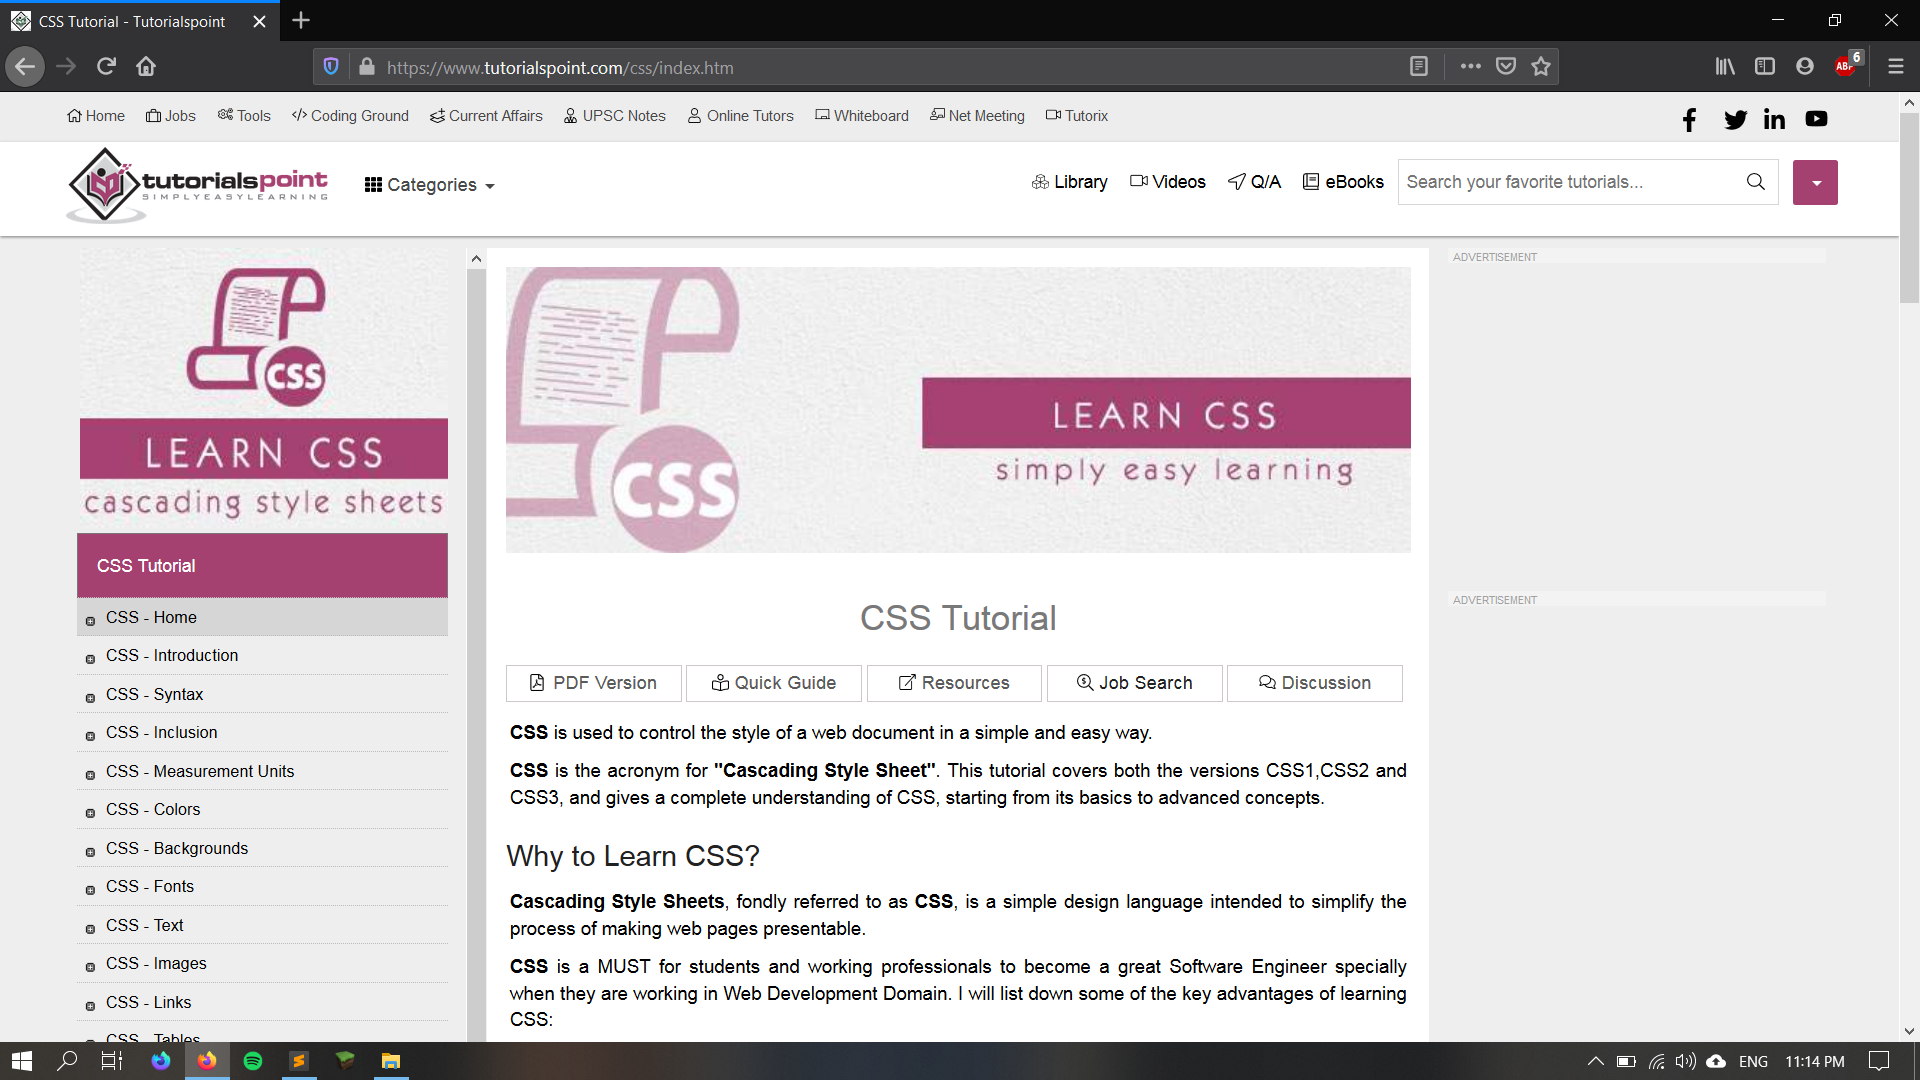 CSS Tutorial - Tutorialspoint
https://www.tutorialspoint.com/css/index.htm
ABP 6
Home Jobs Tools Coding Ground Current Affairs UPSC Notes Online Tutors Whiteboard Net Meeting Tutorix
tutorialspoint
SIMPLYEASYLEARNING
Categories
Library Videos Q/A eBooks Search your favorite tutorials...
CSS
LEARN CSS
cascading style sheets
CSS Tutorial
CSS - Home
CSS - Introduction
CSS - Syntax
CSS - Inclusion
CSS - Measurement Units
CSS - Colors
CSS - Backgrounds
CSS - Fonts
CSS - Text
CSS - Images
CSS - Links
CSS - Tables
CSS
LEARN CSS
simply easy learning
CSS Tutorial
PDF Version Quick Guide Resources Job Search Discussion
CSS is used to control the style of a web document in a simple and easy way.
CSS is the acronym for "Cascading Style Sheet". This tutorial covers both the versions CSS1,CSS2 and
CSS3, and gives a complete understanding of CSS, starting from its basics to advanced concepts.
Why to Learn CSS?
Cascading Style Sheets, fondly referred to as CSS, is a simple design language intended to simplify the
process of making web pages presentable.
CSS is a MUST for students and working professionals to become a great Software Engineer specially
when they are working in Web Development Domain. I will list down some of the key advantages of learning
CSS:
ADVERTISEMENT
ADVERTISEMENT
ENG 11:14 PM